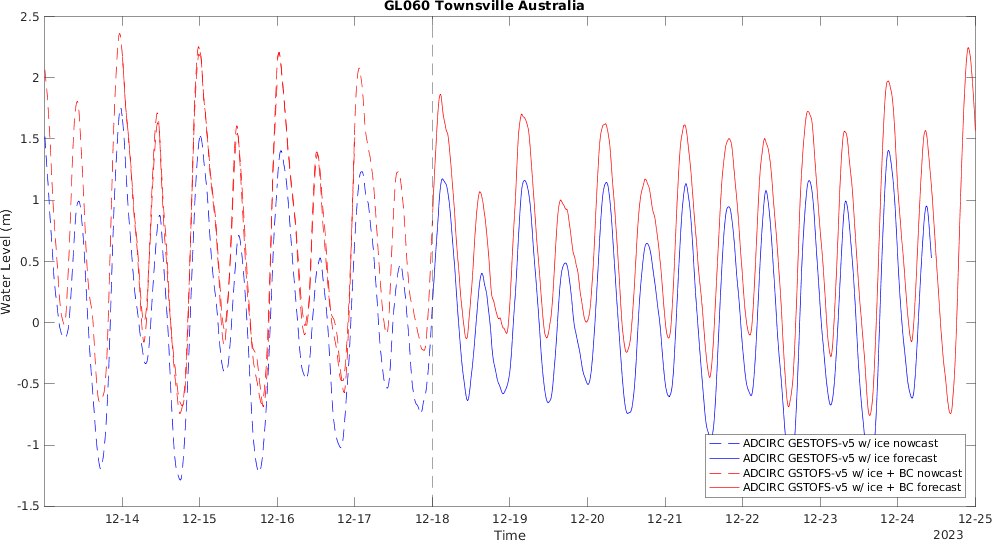 GL060 Townsville Australia
2.5
2
1.5
1
0.5
0
-0.5
-1
-1.5
Water Level (m)
ADCIRC GESTOFS-v5 w/ ice nowcast
ADCIRC GESTOFS-v5 w/ ice forecast
ADCIRC GSTOFS-v5 w/ ice + BC nowcast
ADCIRC GSTOFS-v5 w/ ice + BC forecast
12-14 12-15 12-16 12-17 12-18 12-19 12-20 12-21 12-22 12-23 12-24 12-25
Time
2023